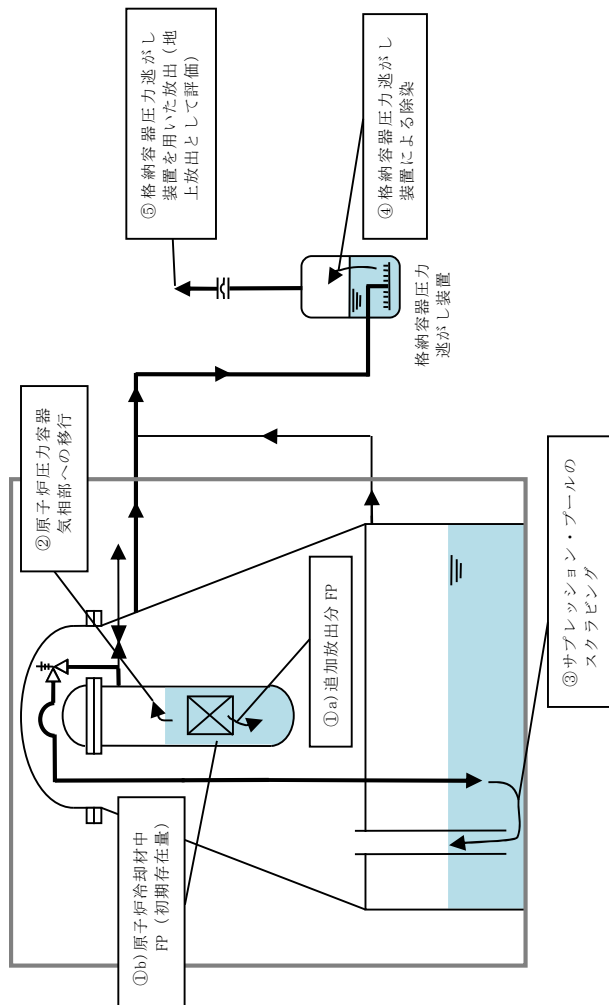 ①b)原子炉冷却材中
FP（初期存在量）
①a)追加放出分 FP
②原子炉圧力容器
気相部への移行
③サプレッション・プールの
スクラビング
格納容器圧力
逃がし装置
④格納容器圧力逃がし
装置による除染
⑤格納容器圧力逃がし
装置を用いた放出（地
上放出として評価）